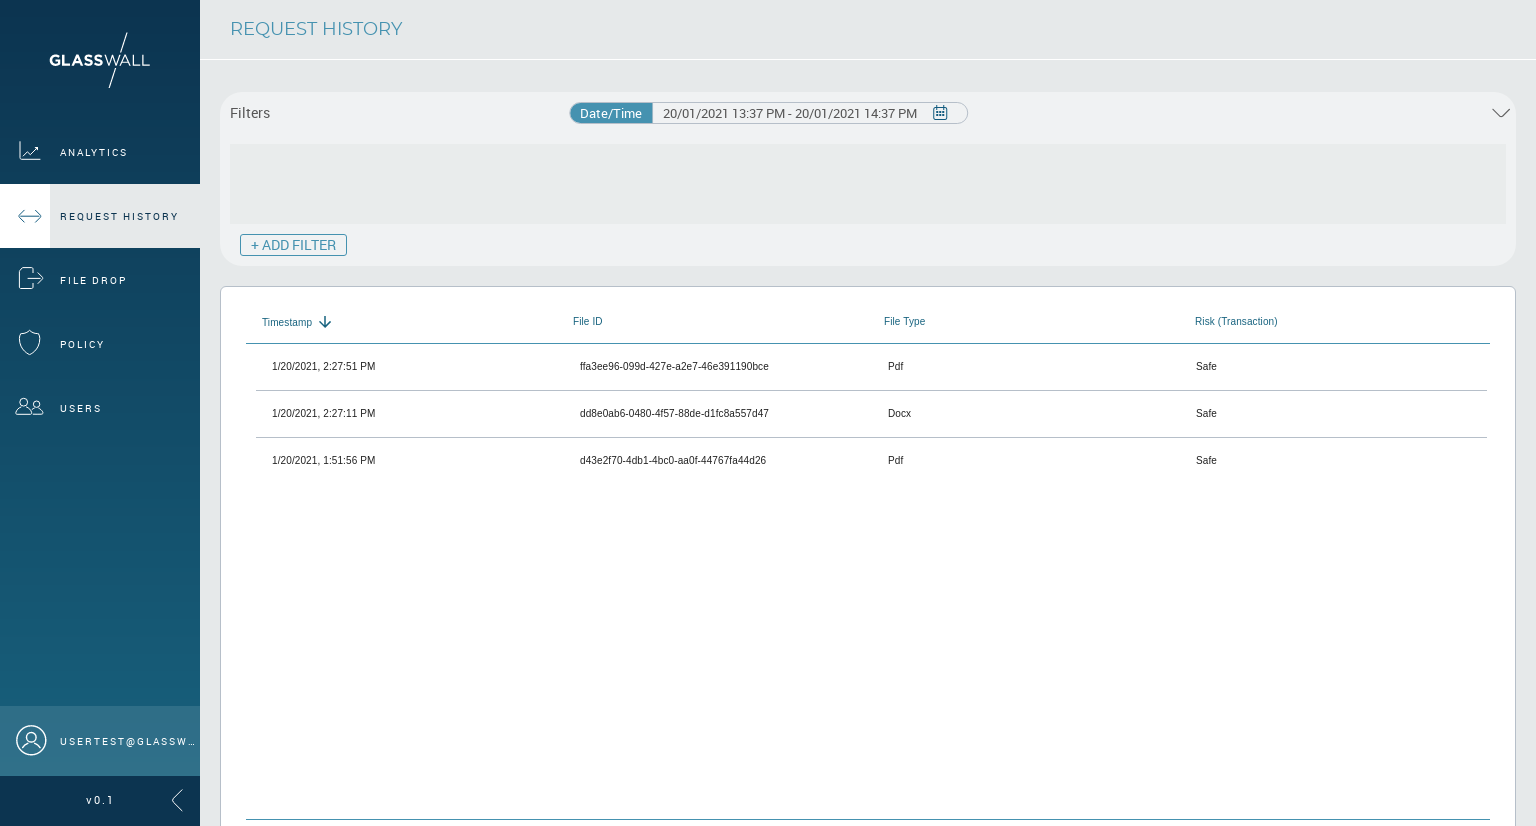 GLASSWALL
ANALYTICS
REQUEST HISTORY
FILE DROP
POLICY
USERS
USERTEST@GLASSW…
v0.1
REQUEST HISTORY
Filters
Date/Time 20/01/2021 13:37 PM - 20/01/2021 14:37 PM
+ ADD FILTER
Timestamp File ID File Type Risk (Transaction)
1/20/2021, 2:27:51 PM ffa3ee96-099d-427e-a2e7-46e391190bce Pdf Safe
1/20/2021, 2:27:11 PM dd8e0ab6-0480-4f57-88de-d1fc8a557d47 Docx Safe
1/20/2021, 1:51:56 PM d43e2f70-4db1-4bc0-aa0f-44767fa44d26 Pdf Safe